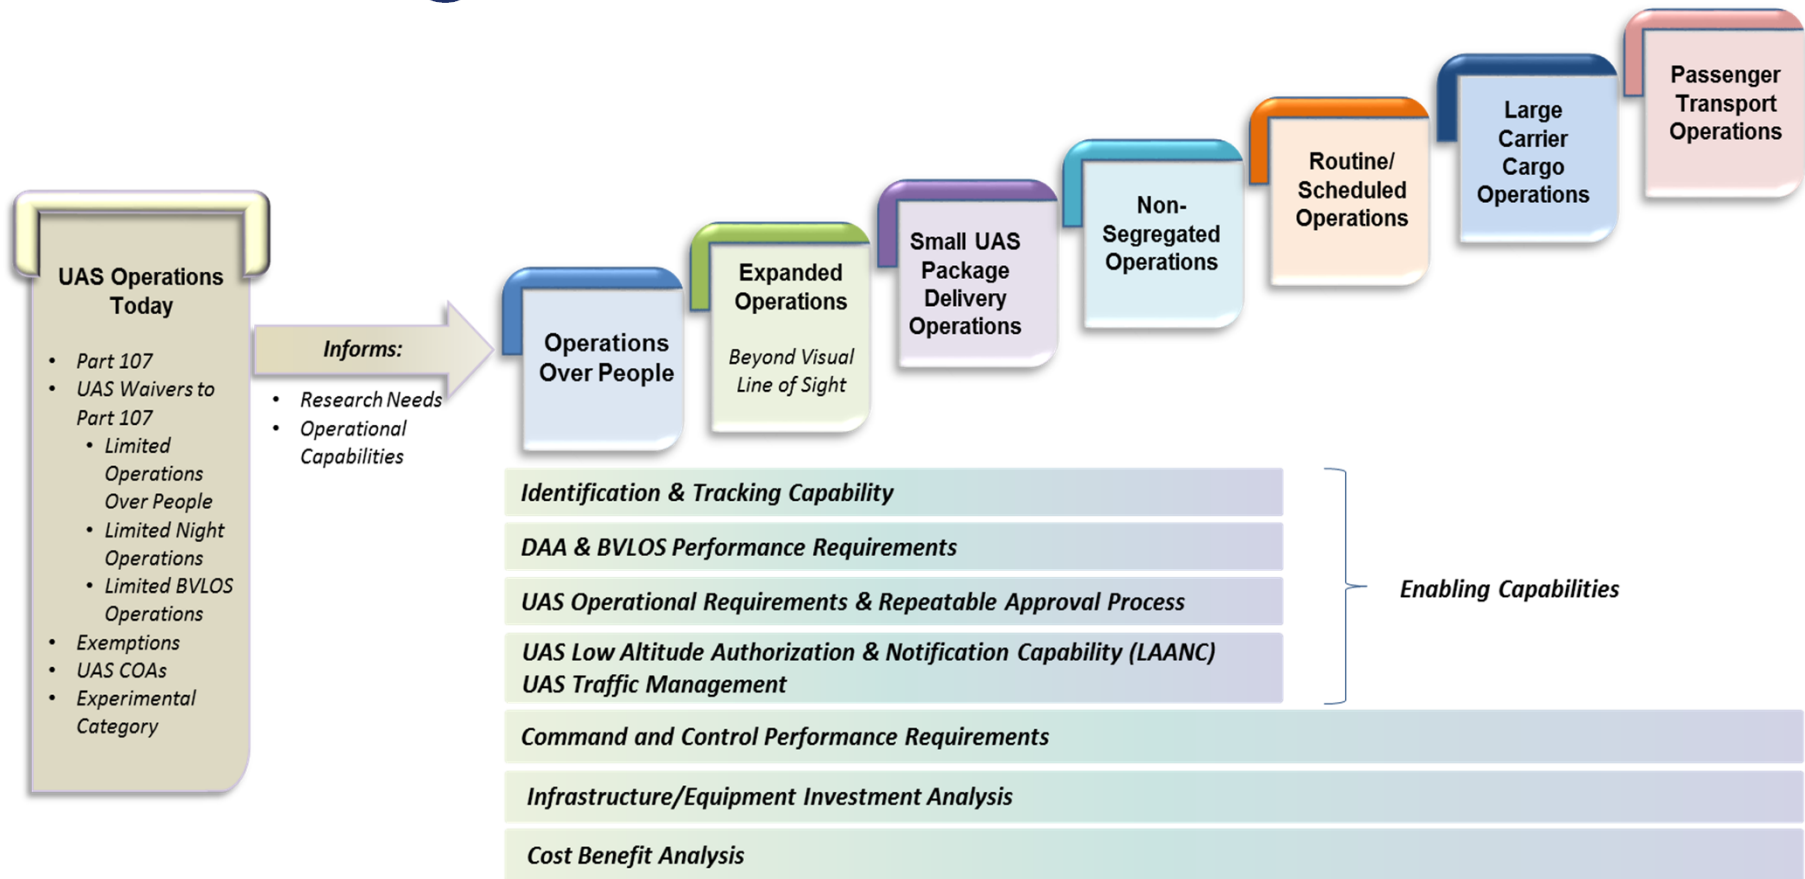 UAS Operations
Today
• Part 107
• UAS Waivers to
Part 107
• Limited
Operations
Over People
• Limited Night
Operations
• Limited BVLOS
Operations
• Exemptions
• UAS COAs
• Experimental
Category
Informs:
• Research Needs
• Operational
Capabilities
Operations
Over People
Expanded
Operations
Beyond Visual
Line of Sight
Small UAS
Package
Delivery
Operations
Non-
Segregated
Operations
Routine/
Scheduled
Operations
Large
Carrier
Cargo
Operations
Passenger
Transport
Operations
Identification & Tracking Capability
DAA & BVLOS Performance Requirements
UAS Operational Requirements & Repeatable Approval Process
UAS Low Altitude Authorization & Notification Capability (LAANC)
UAS Traffic Management
Enabling Capabilities
Command and Control Performance Requirements
Infrastructure/Equipment Investment Analysis
Cost Benefit Analysis